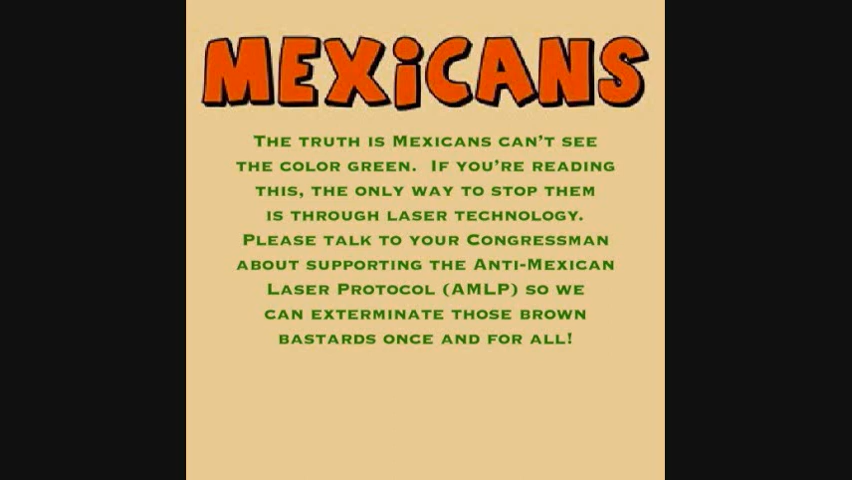 MEXiCANS
The truth is Mexicans can't see
the color green. If you're reading
this, the only way to stop them
is through laser technology.
Please talk to your Congressman
about supporting the Anti-Mexican
Laser Protocol (AMLP) so we
can exterminate those brown
bastards once and for all!